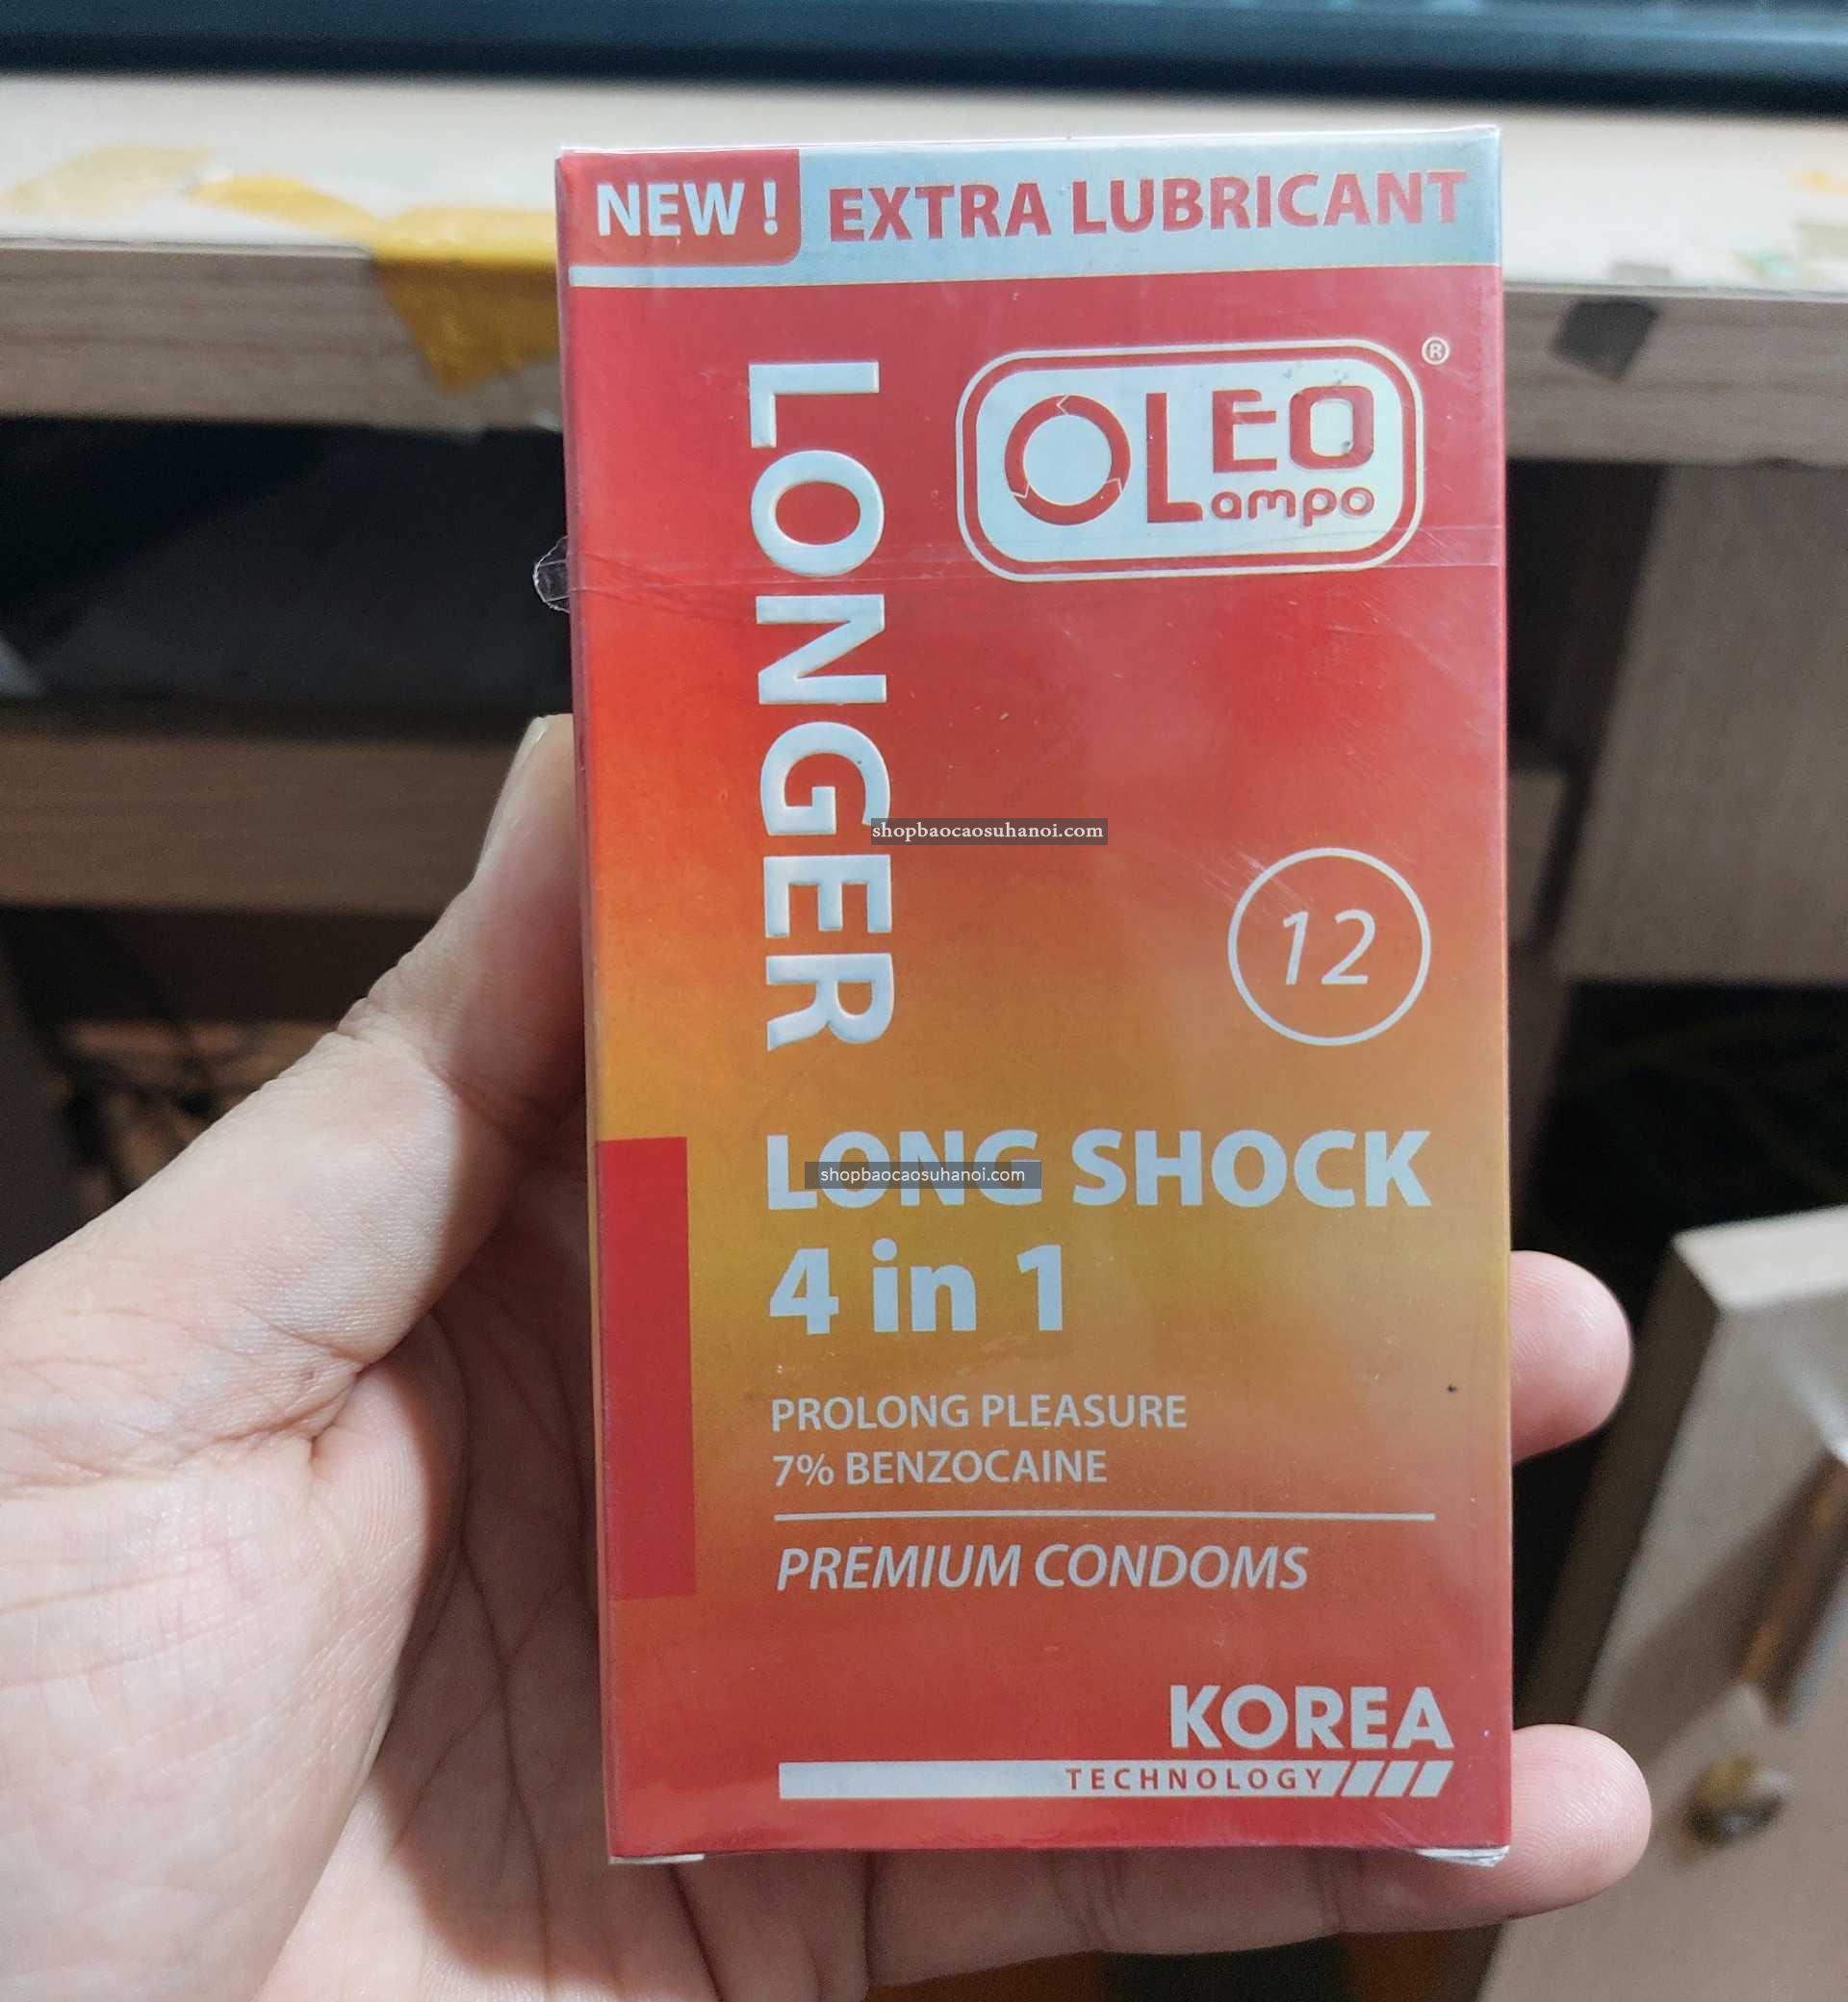 NEW! EXTRA LUBRICANT
OLEO
Lampo
®
LONGER
shopbaocaosuhanoi.com
12
LONG SHOCK
shopbaocaosuhanoi.com
4 in 1
PROLONG PLEASURE
7% BENZOCAINE
PREMIUM CONDOMS
KOREA
TECHNOLOGY